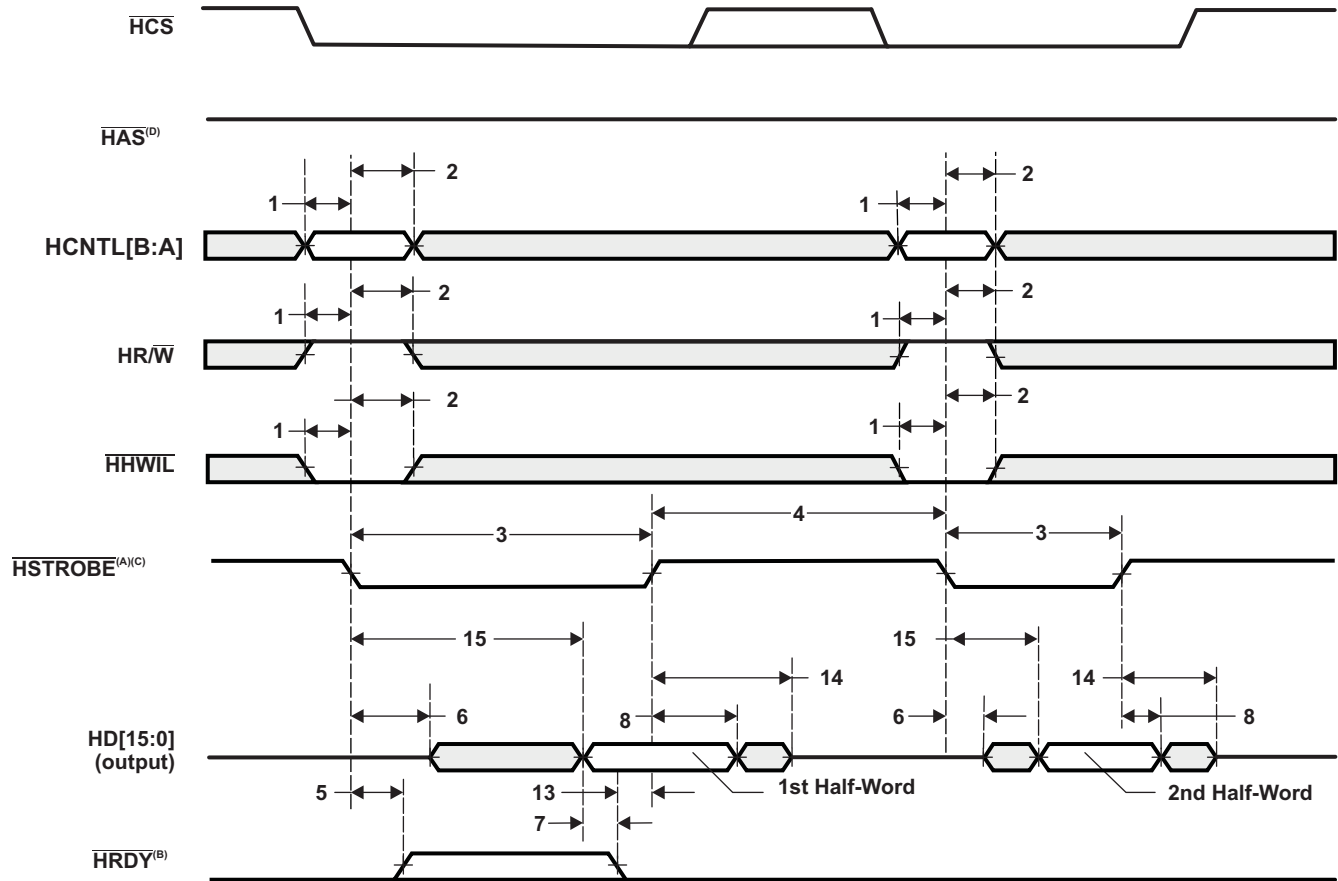 HCS
HAS(D)
2
2
1
1
HCNTL[B:A]
2
2
1
1
HR/W
2
2
1
1
HHWIL
4
3
3
HSTROBE(A)(C)
15
15
14
14
6
8
6
8
HD[15:0]
(output)
1st Half-Word
2nd Half-Word
5
13
7
HRDY(B)